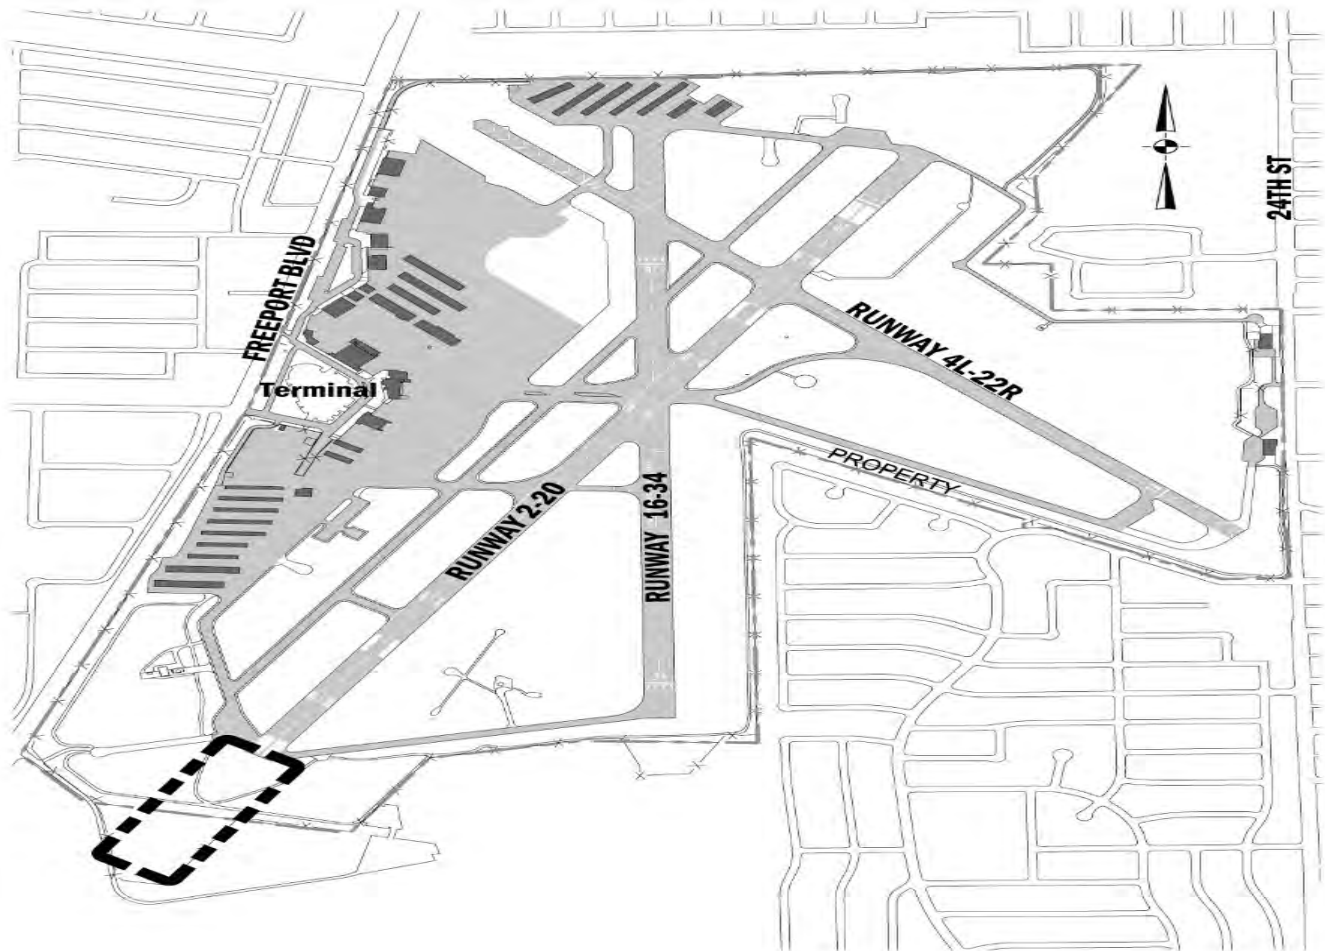 24TH ST
FREEPORT BLVD
RUNWAY 4L-22R
Terminal
PROPERTY
RUNWAY 2-20
RUNWAY 16-34